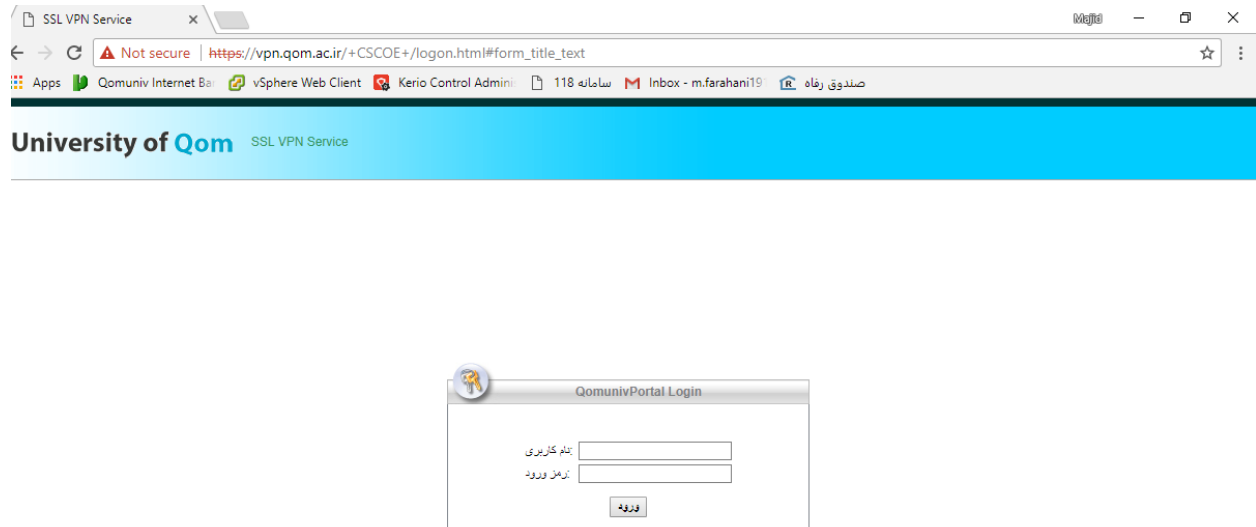 SSL VPN Service
Majid
Not secure | https://vpn.qom.ac.ir/+CSCOE+/logon.html#form_title_text
Apps Qomuniv Internet Ba vSphere Web Client Kerio Control Admini سامانه 118 Inbox - m.farahani19 صندوق رفاه
University of Qom SSL VPN Service
QomunivPortal Login
نام کاربری:
رمز ورود:
ورود